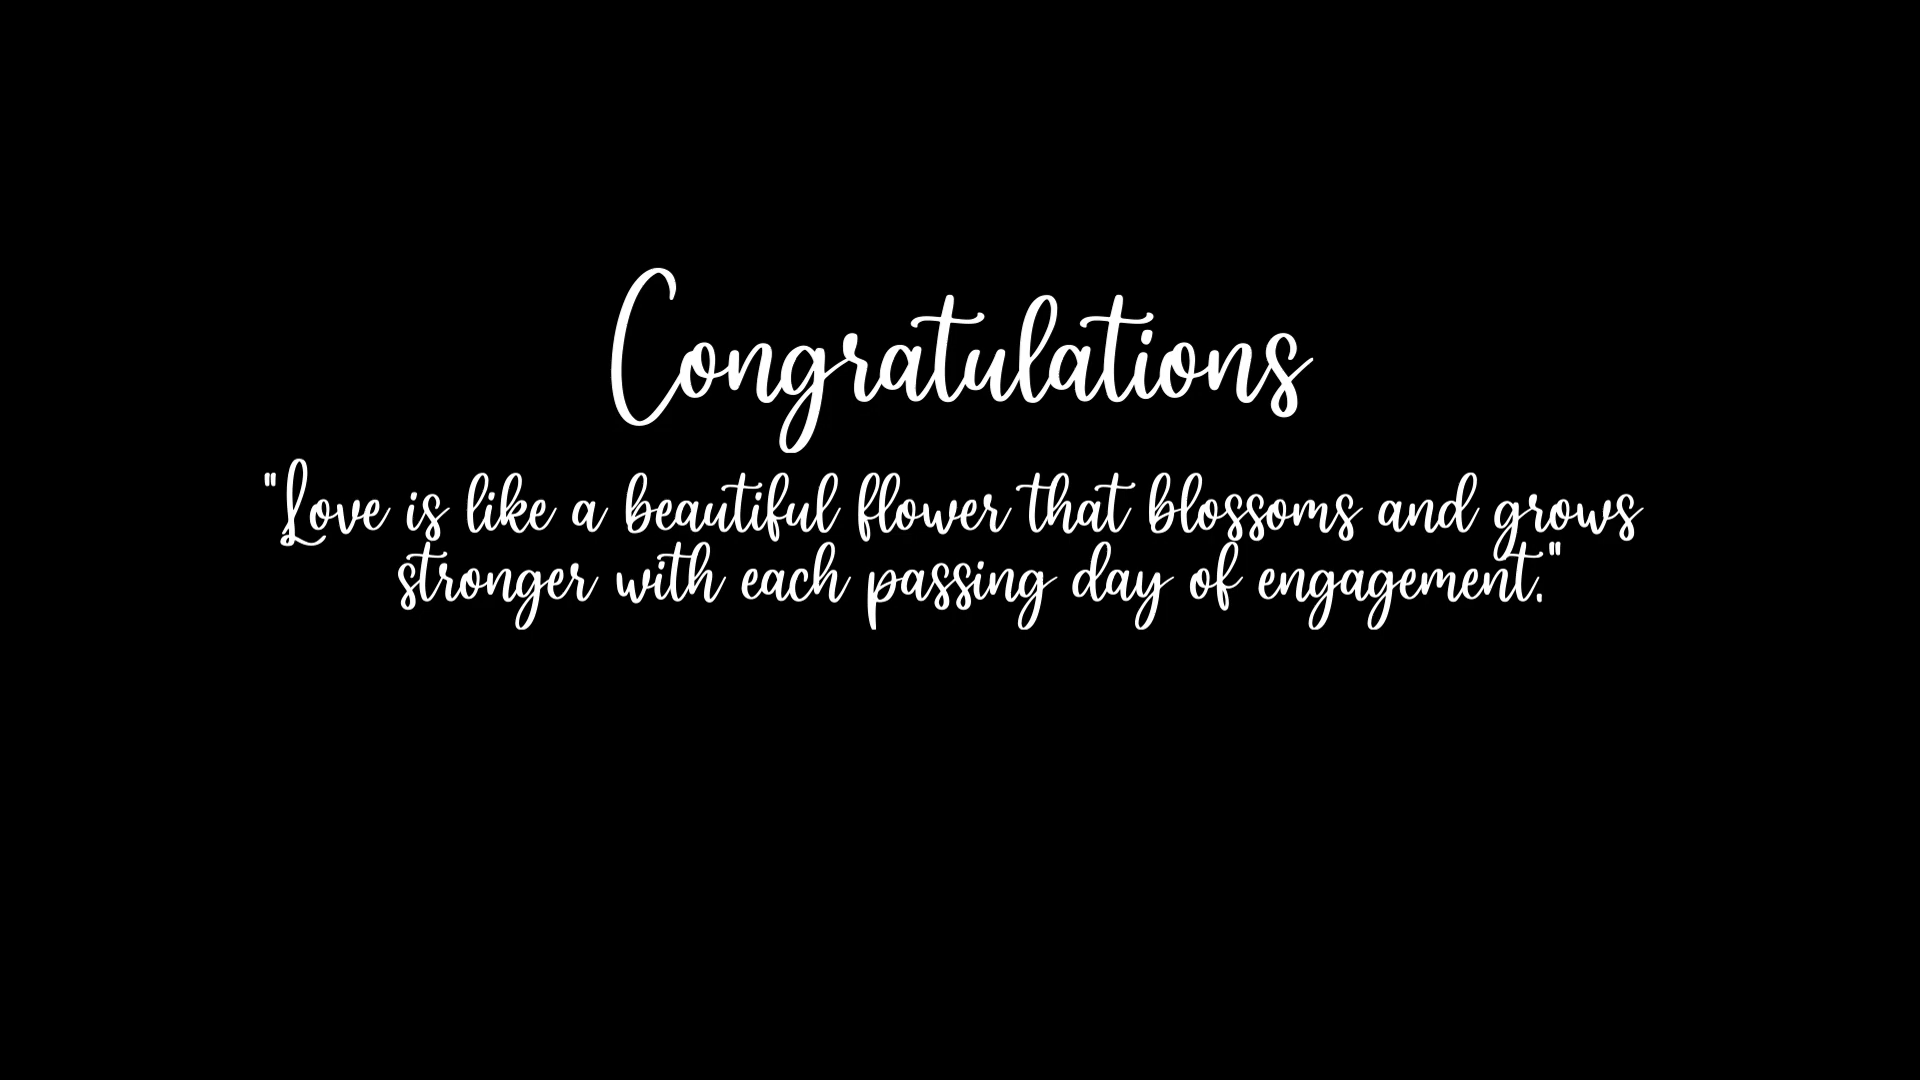 Congratulations
"Love is like a beautiful flower that blossoms and grows
stronger with each passing day of engagement."